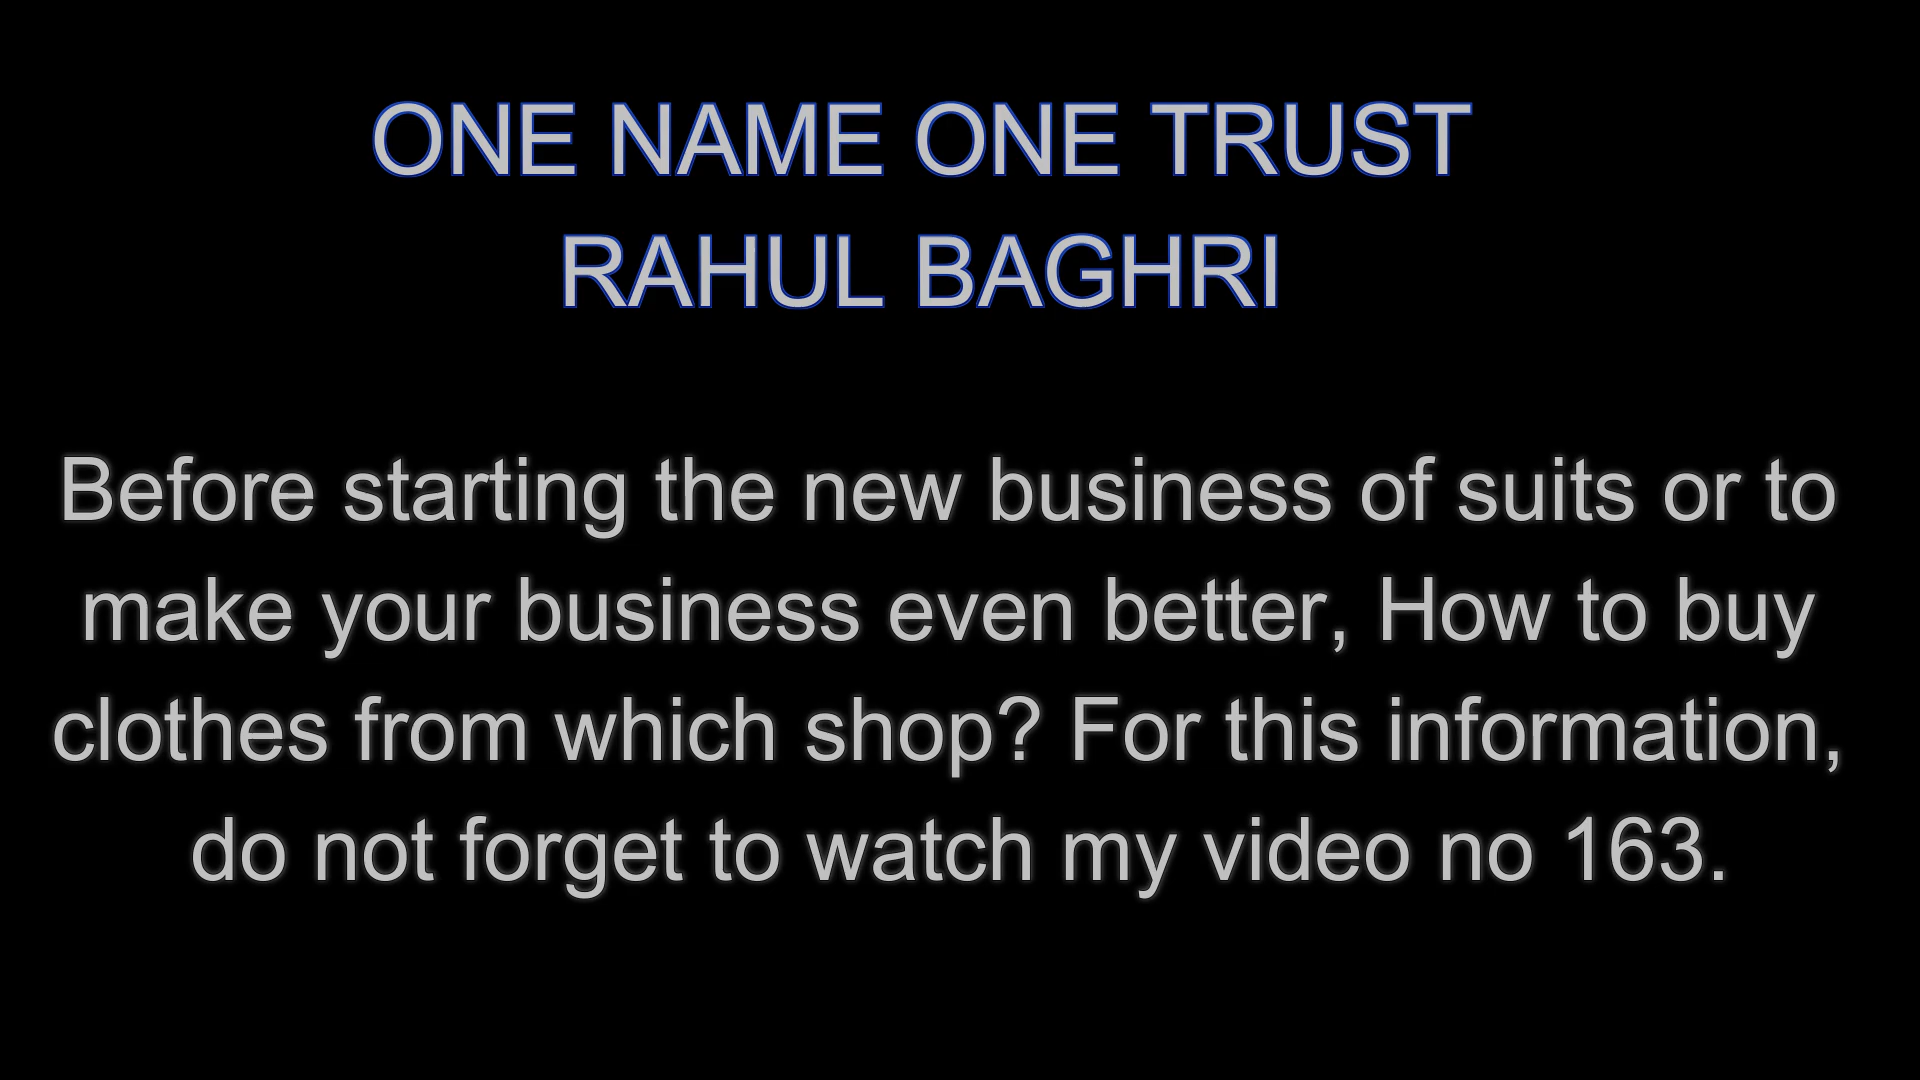 ONE NAME ONE TRUST
RAHUL BAGHRI
Before starting the new business of suits or to
make your business even better, How to buy
clothes from which shop? For this information,
do not forget to watch my video no 163.